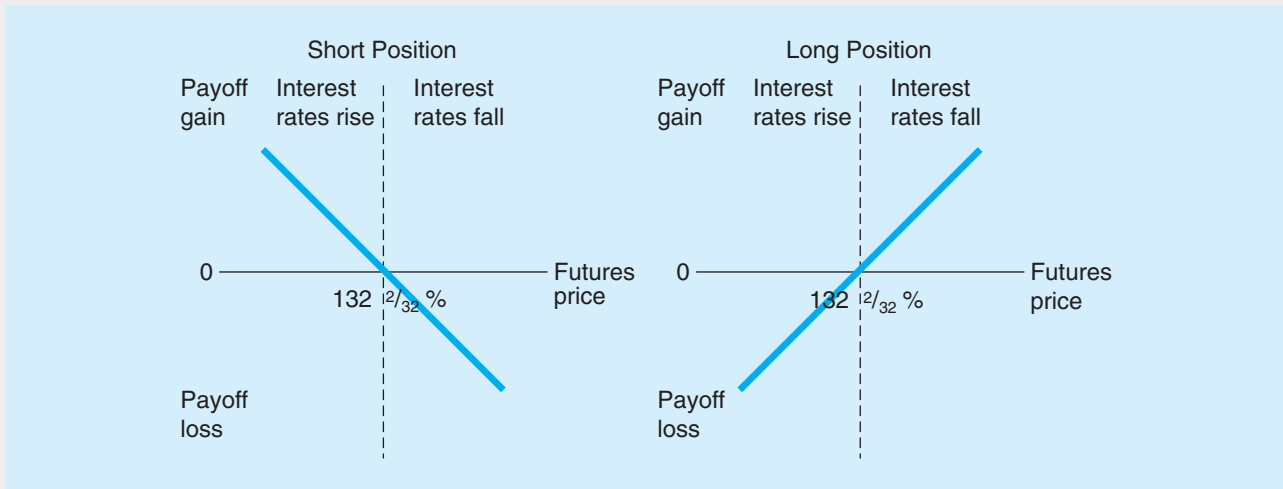 Short Position
Payoff gain
Interest rates rise
Interest rates fall
0
Futures price
132 2/32 %
Payoff loss
Long Position
Payoff gain
Interest rates rise
Interest rates fall
0
Futures price
132 2/32 %
Payoff loss